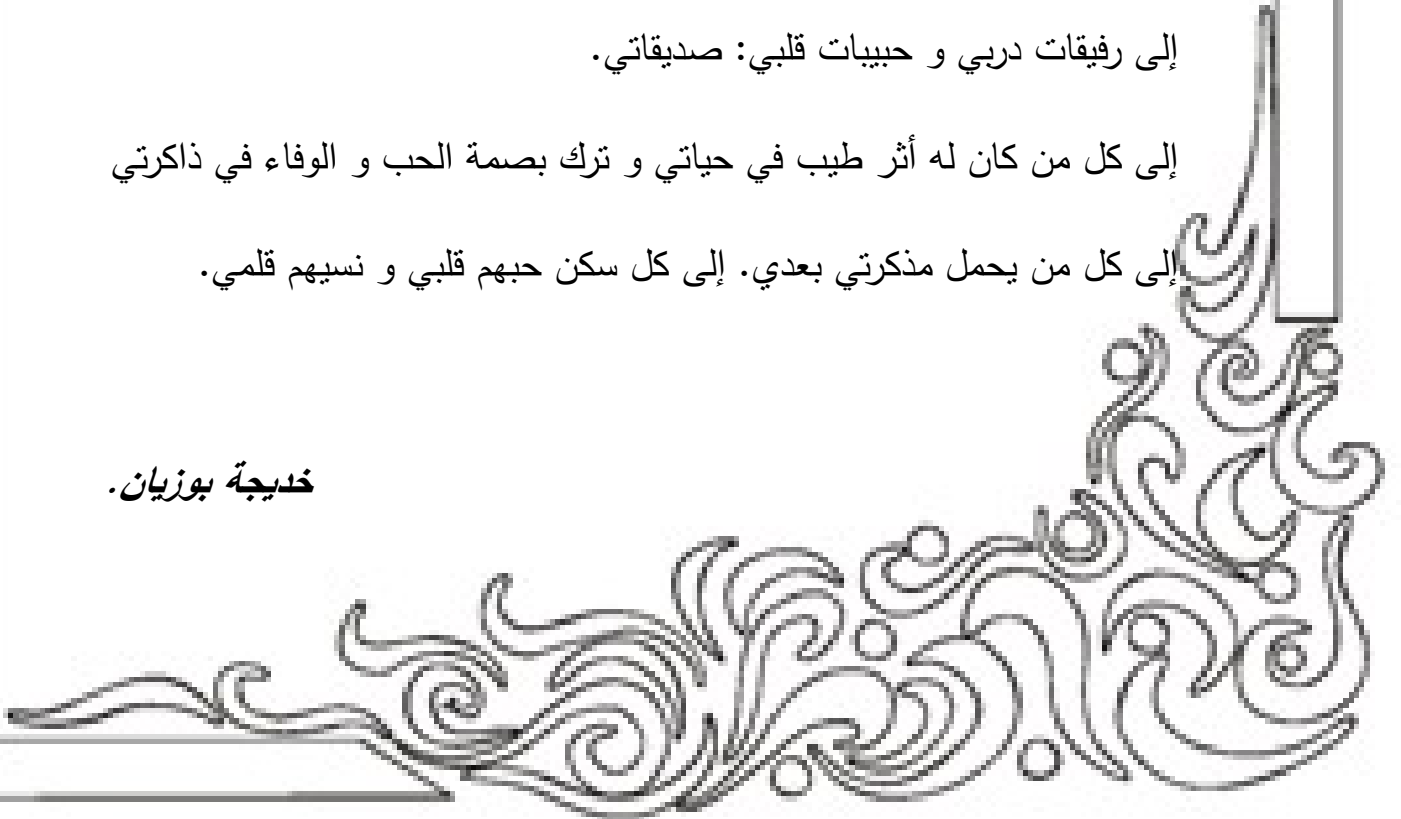 إلى رفيقات دربي و حبيبات قلبي: صديقاتي.
إلى كل من كان له أثر طيب في حياتي و ترك بصمة الحب و الوفاء في ذاكرتي
إلى كل من يحمل مذكرتي بعدي. إلى كل سكن حبهم قلبي و نسيهم قلمي.
خديجة بوزيان.